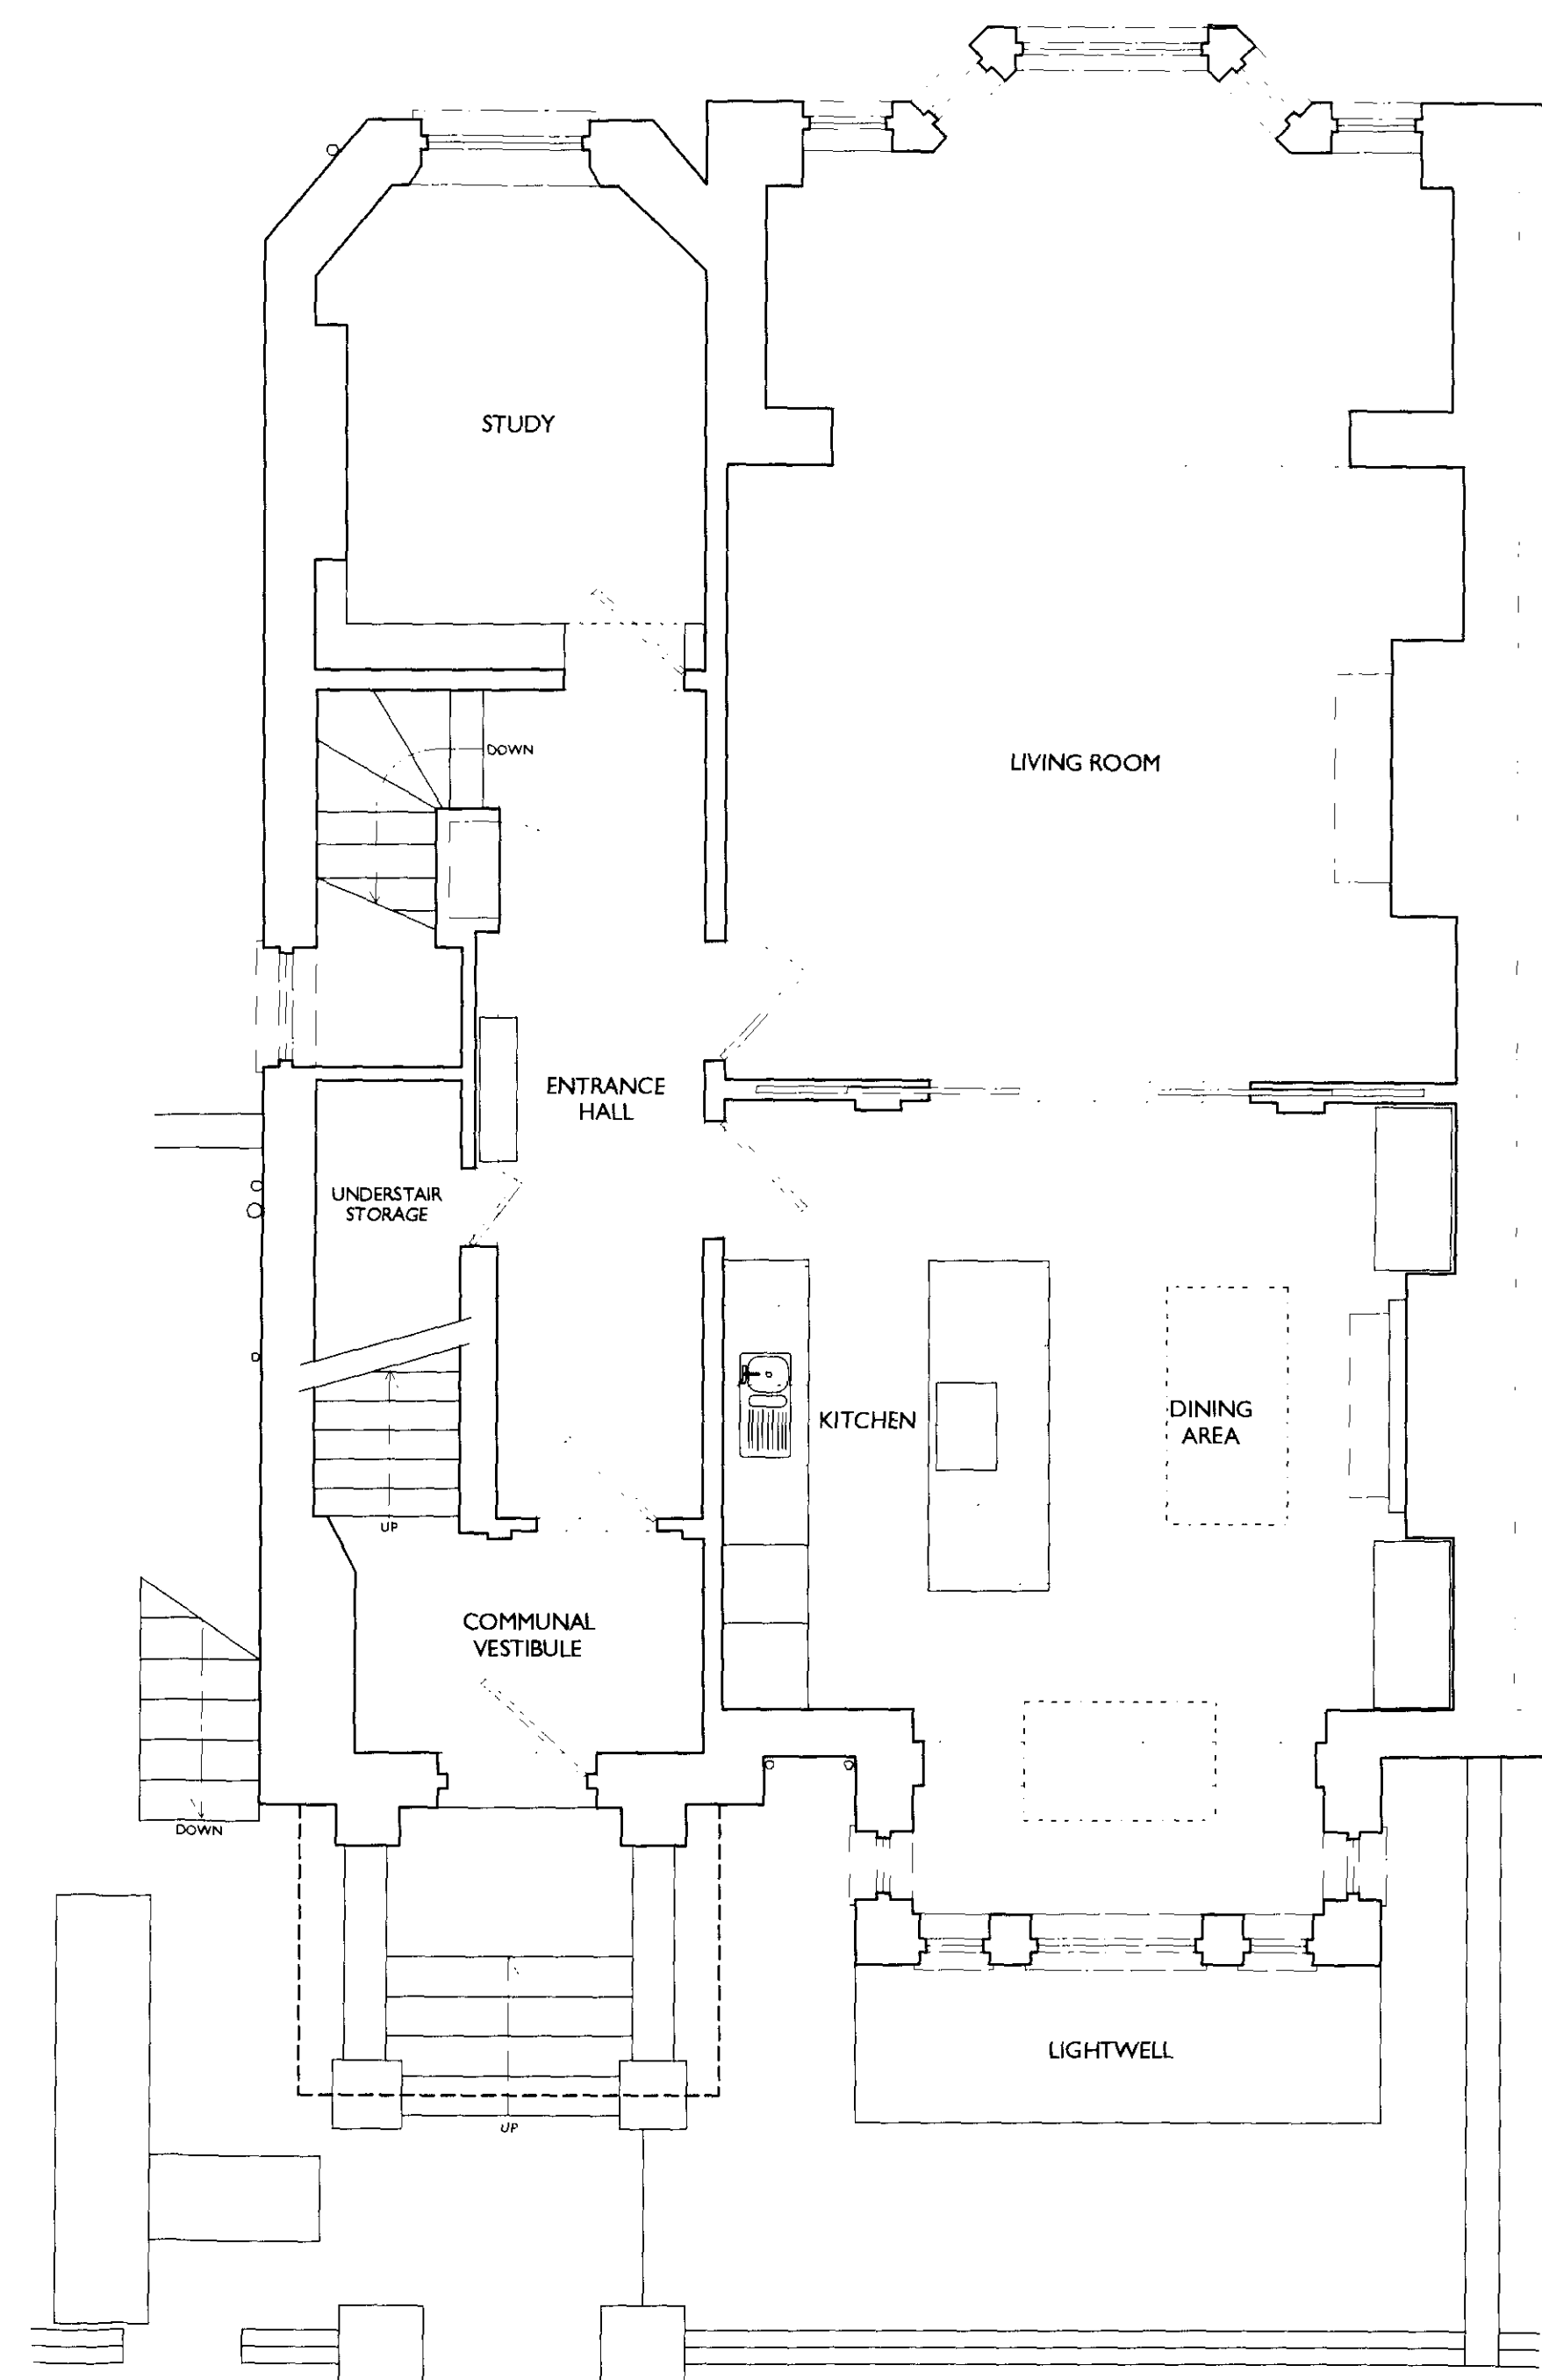 STUDY
DOWN
LIVING ROOM
ENTRANCE
HALL
UNDERSTAIR
STORAGE
KITCHEN
DINING
AREA
UP
COMMUNAL
VESTIBULE
DOWN
LIGHTWELL
UP